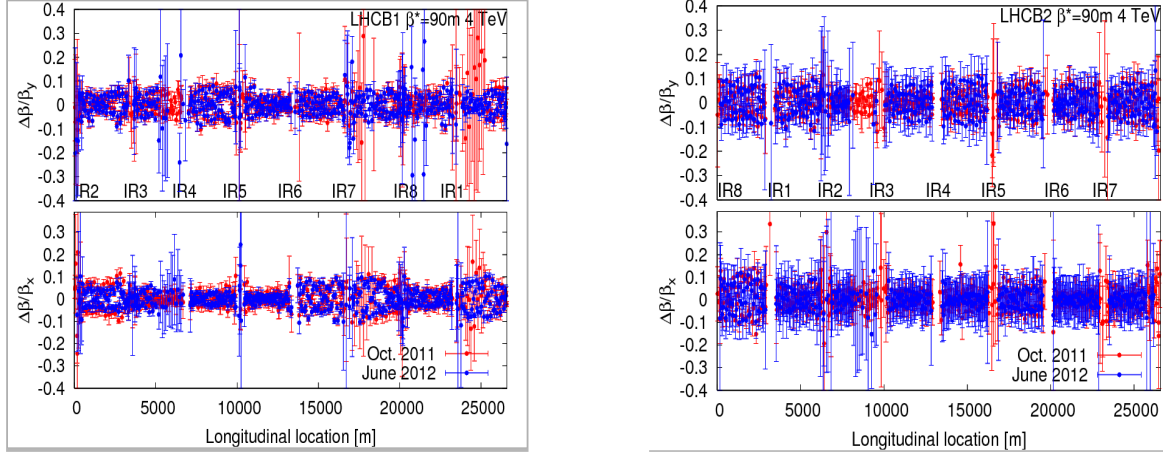 LHCB1 β*=90m 4 TeV
Δβ/βy
0.4
0.3
0.2
0.1
0
-0.1
-0.2
-0.3
-0.4
IR2 IR3 IR4 IR5 IR6 IR7 IR8 IR1
Δβ/βx
0.3
0.2
0.1
0
-0.1
-0.2
-0.3
-0.4
Oct. 2011
June 2012
0 5000 10000 15000 20000 25000
Longitudinal location [m]
LHCB2 β*=90m 4 TeV
Δβ/βy
0.4
0.3
0.2
0.1
0
-0.1
-0.2
-0.3
-0.4
IR8 IR1 IR2 IR3 IR4 IR5 IR6 IR7
Δβ/βx
0.3
0.2
0.1
0
-0.1
-0.2
-0.3
-0.4
Oct. 2011
June 2012
0 5000 10000 15000 20000 25000
Longitudinal location [m]